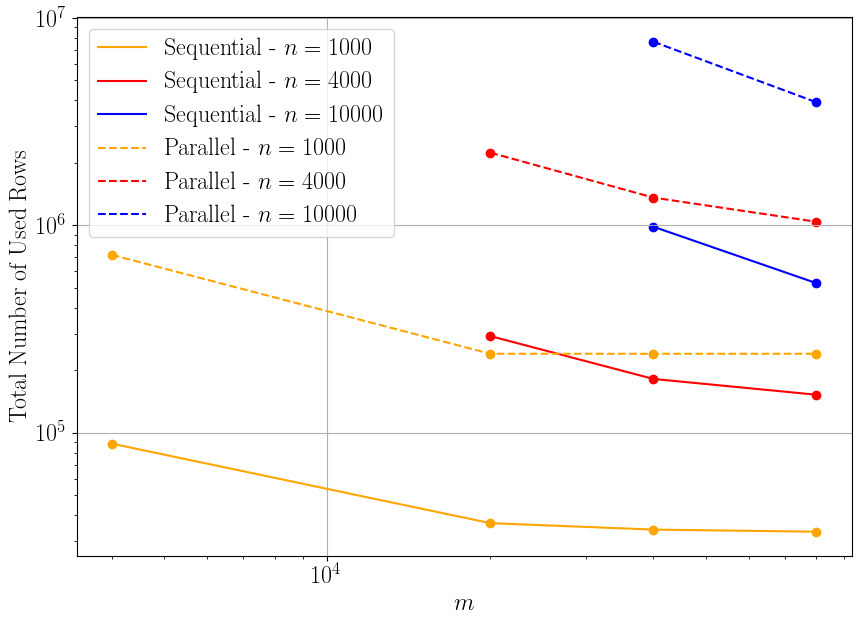 10^7
Sequential - n = 1000
Sequential - n = 4000
Sequential - n = 10000
Parallel - n = 1000
Parallel - n = 4000
Parallel - n = 10000
10^6
10^5
Total Number of Used Rows
10^4
m